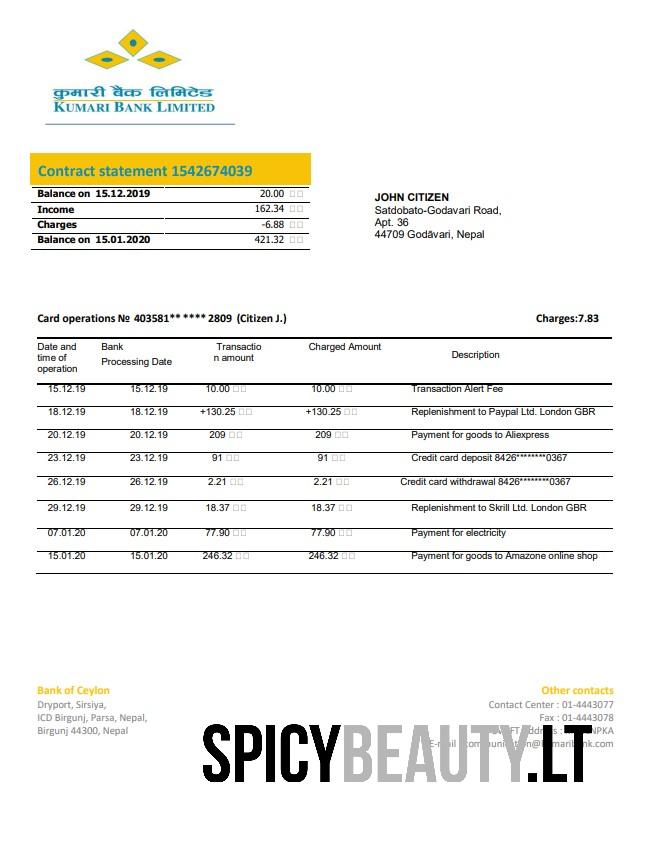 कुमारी बैंक लिमिटेड
KUMARI BANK LIMITED
Contract statement 1542674039
Balance on 15.12.2019 20.00 □□
Income 162.34 □□
Charges -6.88 □□
Balance on 15.01.2020 421.32 □□
JOHN CITIZEN
Satdobato-Godavari Road,
Apt. 36
44709 Godāvari, Nepal
Card operations № 403581** **** 2809 (Citizen J.) Charges:7.83
Date and time of operation Bank Processing Date Transactio n amount Charged Amount Description
15.12.19 15.12.19 10.00 □□ 10.00 □□ Transaction Alert Fee
18.12.19 18.12.19 +130.25 □□ +130.25 □□ Replenishment to Paypal Ltd. London GBR
20.12.19 20.12.19 209 □□ 209 □□ Payment for goods to Aliexpress
23.12.19 23.12.19 91 □□ 91 □□ Credit card deposit 8426********0367
26.12.19 26.12.19 2.21 □□ 2.21 □□ Credit card withdrawal 8426********0367
29.12.19 29.12.19 18.37 □□ 18.37 □□ Replenishment to Skrill Ltd. London GBR
07.01.20 07.01.20 77.90 □□ 77.90 □□ Payment for electricity
15.01.20 15.01.20 246.32 □□ 246.32 □□ Payment for goods to Amazone online shop
Bank of Ceylon
Dryport, Sirsiya,
ICD Birgunj, Parsa, Nepal,
Birgunj 44300, Nepal
Other contacts
Contact Center : 01-4443077
Fax : 01-4443078
SPICYBEAUTY.LT